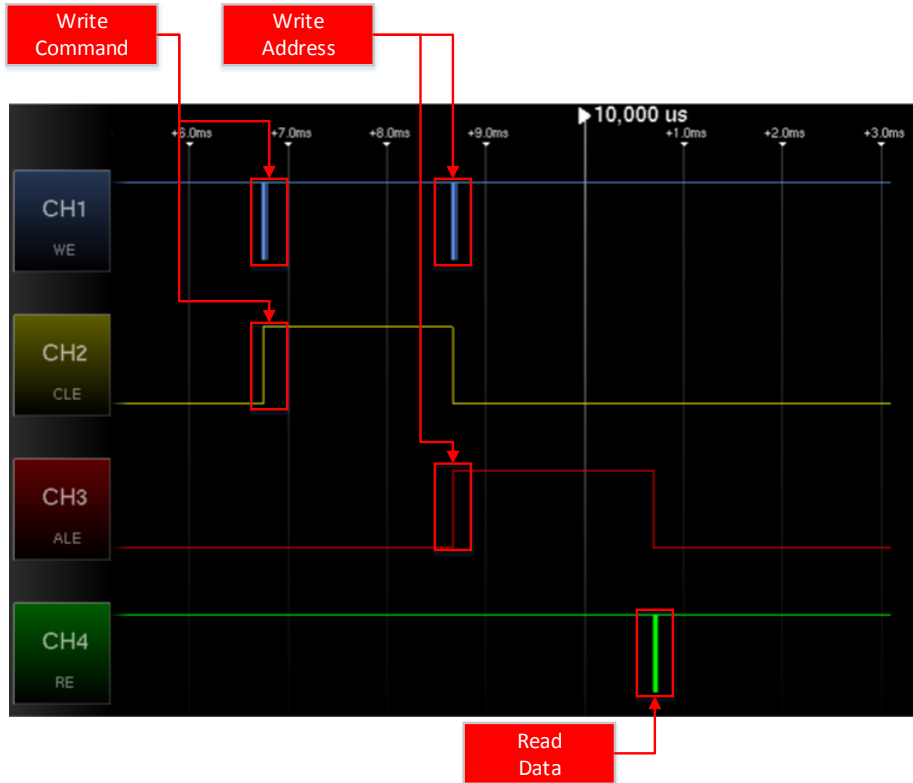 Write
Command
Write
Address
10,000 us
+6.0ms +7.0ms +8.0ms +9.0ms +1.0ms +2.0ms +3.0ms
CH1
WE
CH2
CLE
CH3
ALE
CH4
RE
Read
Data